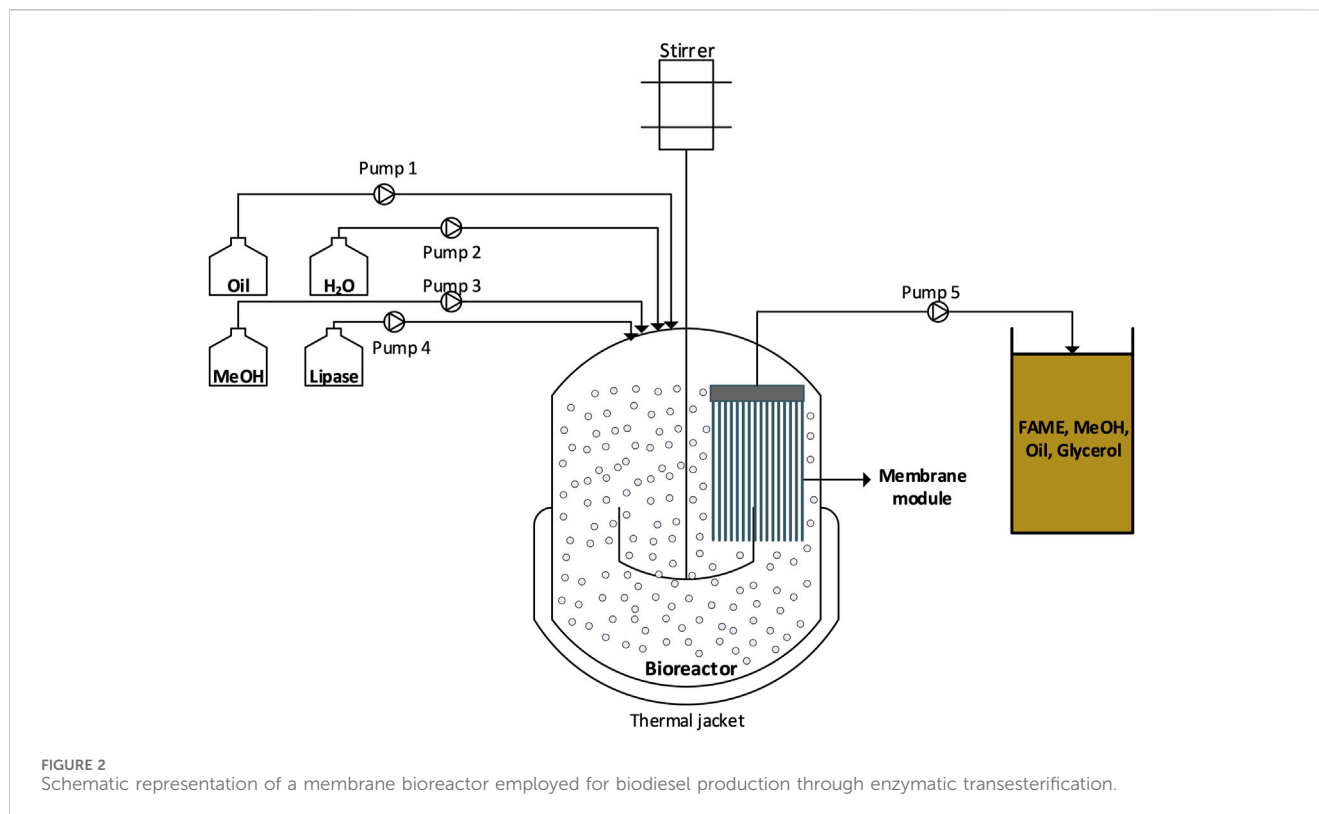 Stirrer
Pump 1
Pump 2
Oil
H₂O
Pump 3
Pump 4
MeOH
Lipase
Pump 5
FAME, MeOH,
Oil, Glycerol
Membrane
module
Bioreactor
Thermal jacket
FIGURE 2
Schematic representation of a membrane bioreactor employed for biodiesel production through enzymatic transesterification.